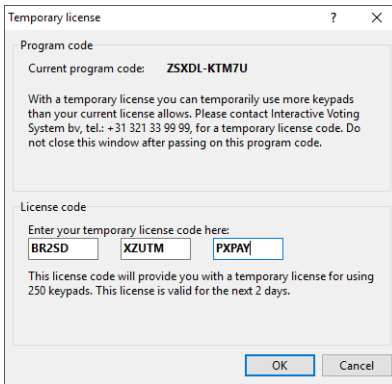 Temporary license
? ×
Program code
Current program code: ZSXDL-KTM7U
With a temporary license you can temporarily use more keypads
than your current license allows. Please contact Interactive Voting
System bv, tel.: +31 321 33 99 99, for a temporary license code. Do
not close this window after passing on this program code.
License code
Enter your temporary license code here:
BR2SD XZUTM PXPAY
This license code will provide you with a temporary license for using
250 keypads. This license is valid for the next 2 days.
OK Cancel